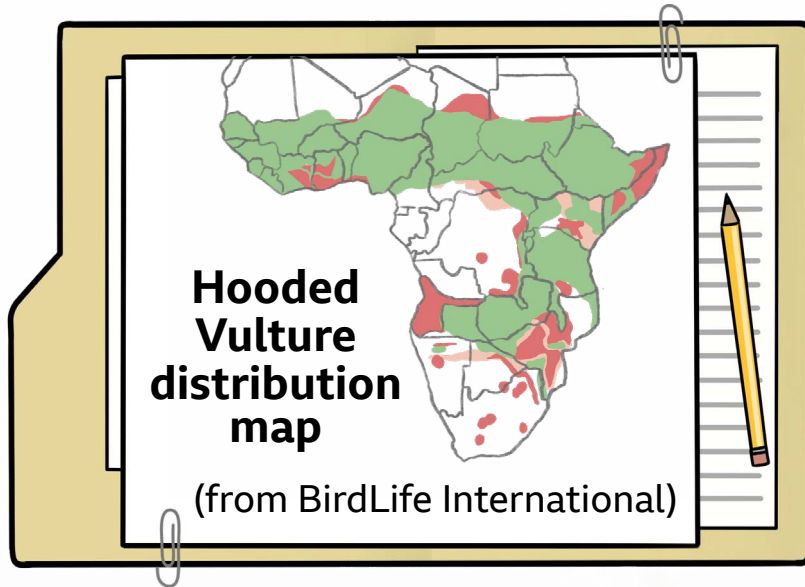 Hooded
Vulture
distribution
map
(from BirdLife International)